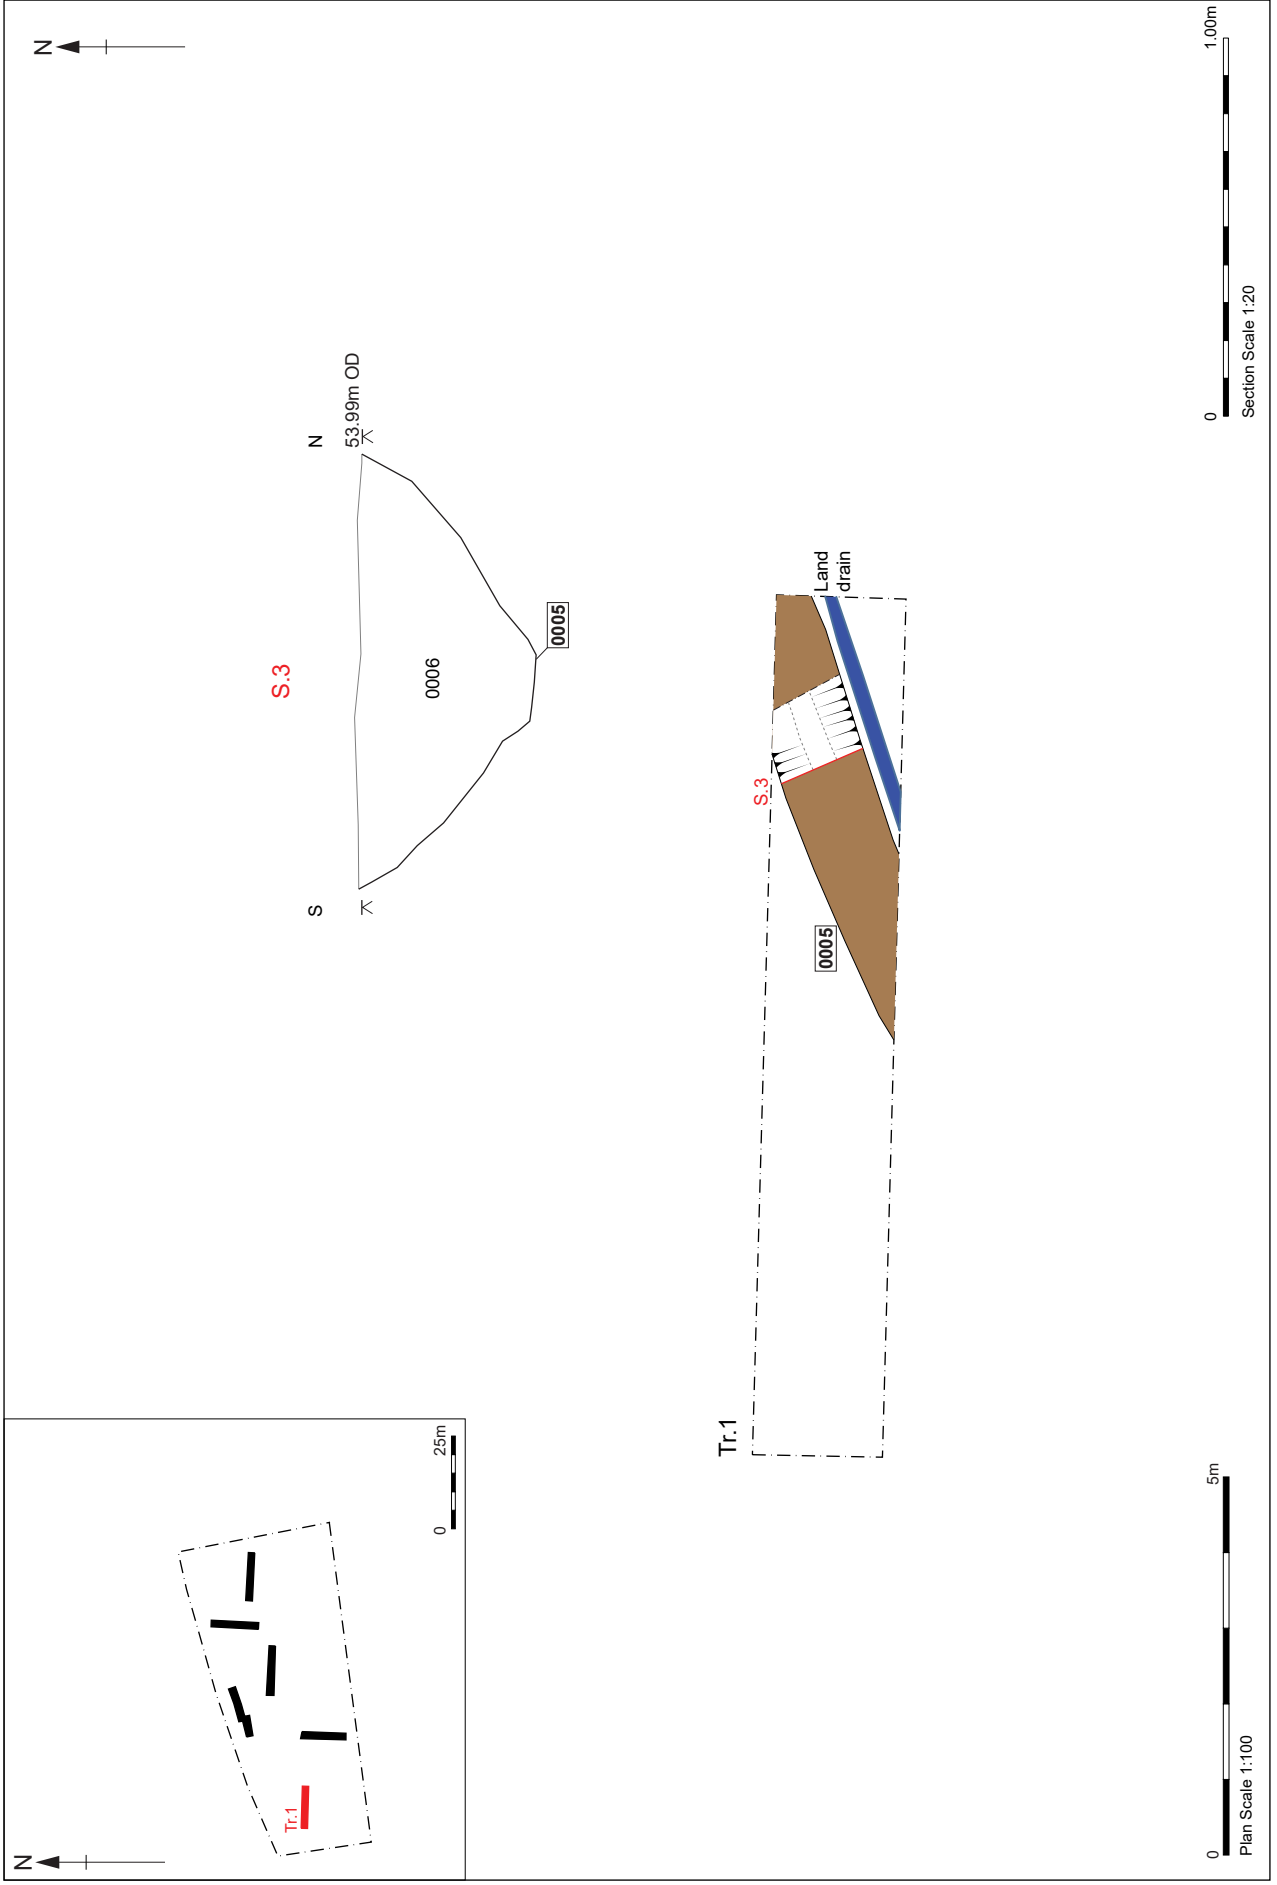 N
Tr.1
0
25m
N
S.3
S
N
53.99m OD
0006
0005
Tr.1
S.3
0005
Land
drain
0
5m
Plan Scale 1:100
0
1.00m
Section Scale 1:20